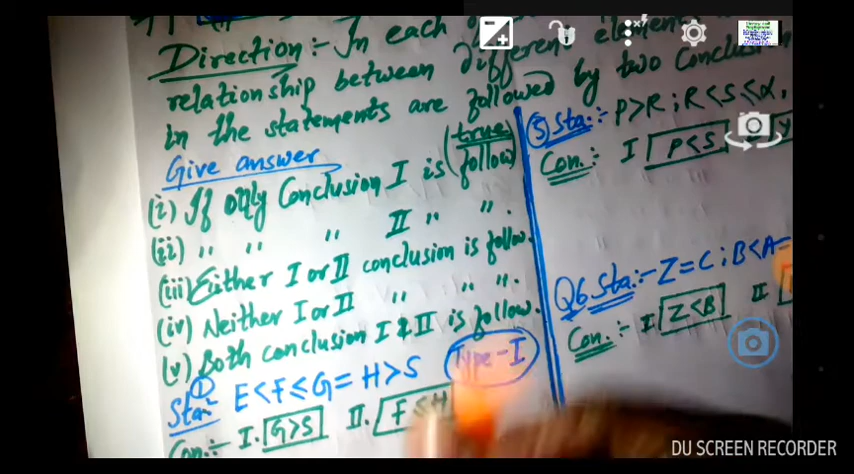 Direction :- In each
relationship between different elements
in the statements are followed by two Conclusion
Give answer
(i) If only Conclusion I is (true/follow)
(ii) ,, ,, ,, II ,, ,,.
(iii) Either I or II conclusion is follow.
(iv) Neither I or II ,, ,, ,,.
(v) Both conclusion I & II is follow.
Type-I
① Sta:- E < F ≤ G = H > S
Con:- I. G>S II. F ≤ H
⑤ Sta:- P>R ; R<S<α,
Con:- I P<S
Q6 Sta:- Z=C ; B<A=
Con:- I Z<B II
DU SCREEN RECORDER